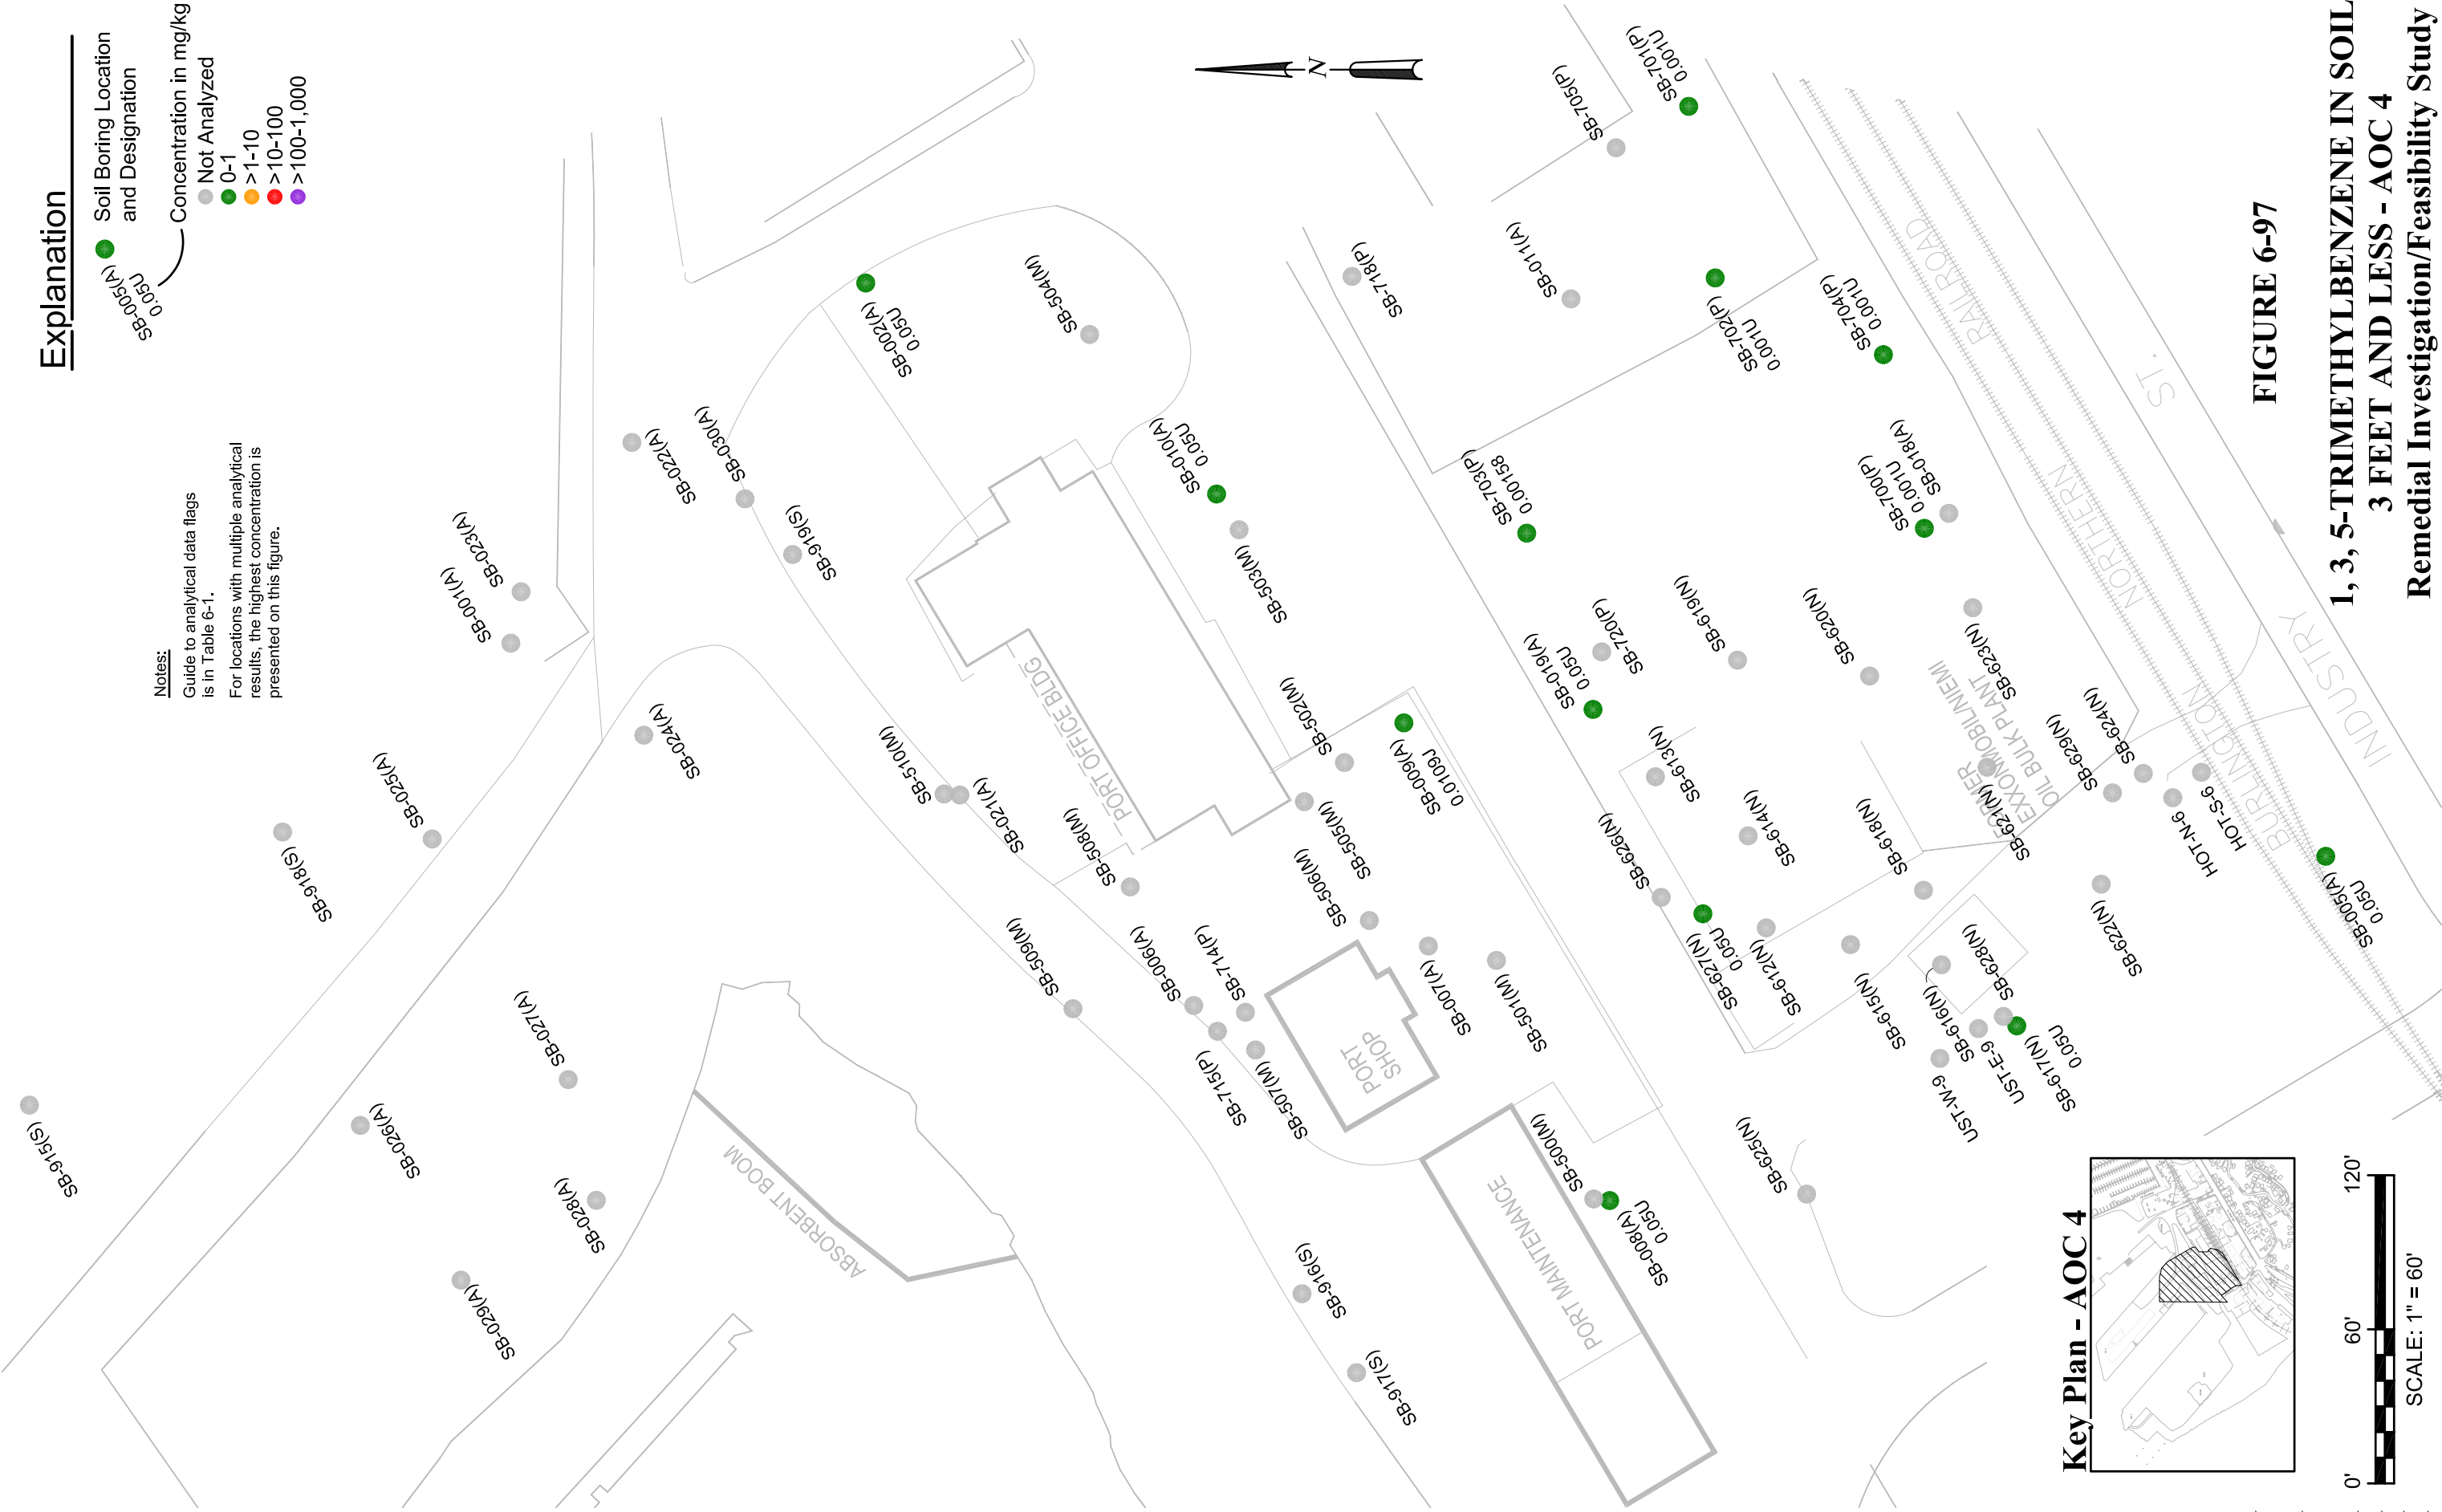 Explanation
SB-005(A)
0.05U
Soil Boring Location
and Designation
Concentration in mg/kg
Not Analyzed
0-1
>1-10
>10-100
>100-1,000
Notes:
Guide to analytical data flags
is in Table 6-1.
For locations with multiple analytical
results, the highest concentration is
presented on this figure.
N
SB-915(S)
SB-918(S)
SB-025(A)
SB-026(A)
SB-029(A)
SB-027(A)
SB-028(A)
SB-001(A)
SB-023(A)
SB-024(A)
SB-022(A)
SB-030(A)
SB-919(S)
SB-002(A)
0.05U
SB-504(M)
SB-010(A)
0.05U
SB-503(M)
PORT OFFICE BLDG
SB-510(M)
SB-021(A)
SB-508(M)
SB-509(M)
SB-006(A)
SB-714(P)
SB-715(P)
SB-507(M)
SB-502(M)
SB-505(M)
SB-506(M)
SB-009(A)
0.0109J
SB-007(A)
SB-501(M)
PORT
SHOP
ABSORBENT BOOM
SB-916(S)
SB-917(S)
PORT MAINTENANCE
SB-500(M)
SB-008(A)
0.05U
SB-718(P)
SB-011(A)
SB-705(P)
SB-701(P)
0.001U
SB-702(P)
0.001U
SB-704(P)
0.001U
SB-703(P)
0.00158
SB-700(P)
0.001U
SB-018(A)
SB-019(A)
0.05U
SB-720(P)
SB-619(N)
SB-620(N)
SB-623(N)
SB-613(N)
SB-614(N)
SB-626(N)
SB-627(N)
0.05U
SB-612(N)
SB-618(N)
SB-615(N)
SB-621(N)
FORMER
EXXONMOBIL/NIEMI
OIL BULK PLANT
SB-629(N)
SB-624(N)
HOT-N-6
HOT-S-6
SB-622(N)
SB-005(A)
0.05U
SB-628(N)
SB-616(N)
UST-E-9
UST-W-9
SB-617(N)
0.05U
SB-625(N)
BURLINGTON
NORTHERN
RAILROAD
INDUSTRY
ST.
Key Plan - AOC 4
0'
60'
120'
SCALE: 1" = 60'
FIGURE 6-97
1, 3, 5-TRIMETHYLBENZENE IN SOIL
3 FEET AND LESS - AOC 4
Remedial Investigation/Feasibility Study